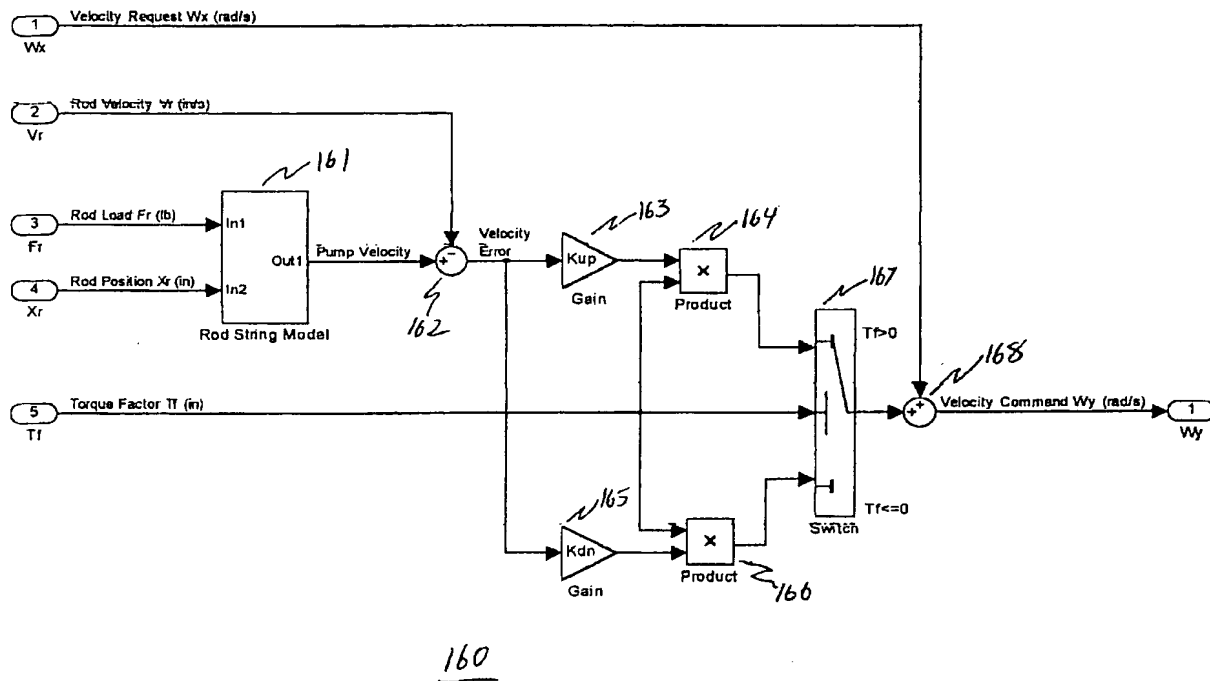 1
Velocity Request Wx (rad/s)
Wx
2
Rod Velocity Vr (in/s)
Vr
161
3
Rod Load Fr (lb)
Fr
In1
Out1
In2
Pump Velocity
4
Rod Position Xr (in)
Xr
Rod String Model
+
−
162
Velocity
Error
163
Kup
Gain
164
×
Product
167
Tf>0
168
5
Torque Factor Tf (in)
Tf
+
+
Velocity Command Wy (rad/s)
1
Wy
165
Kdn
Gain
×
Product
166
Tf<=0
Switch
160